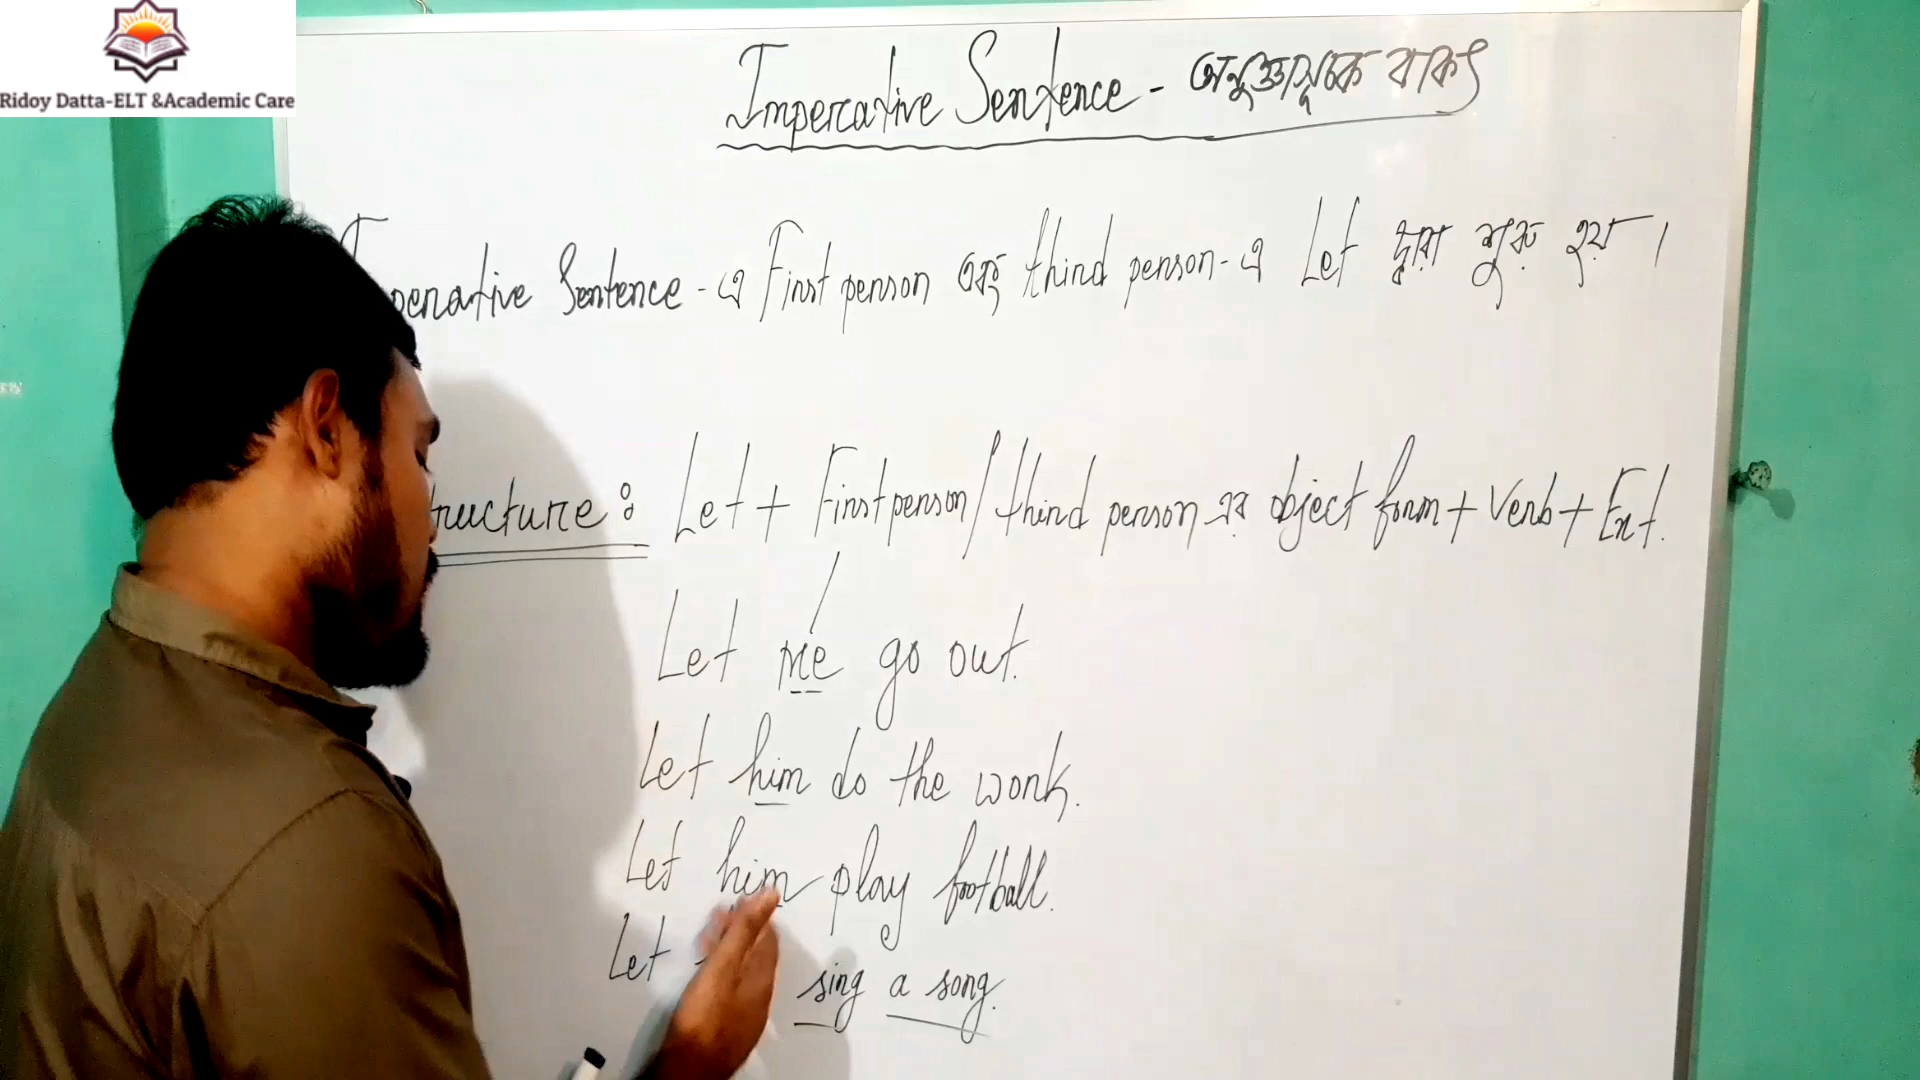 Ridoy Datta-ELT &Academic Care
Imperative Sentence - অনুজ্ঞাসূচক বাক্য
Imperative Sentence - এ First person এবং third person - এ Let দ্বারা শুরু হয়।
Structure: Let + First person / third person এর object form + Verb + Ext.
Let me go out.
Let him do the work.
Let him play football.
Let sing a song.